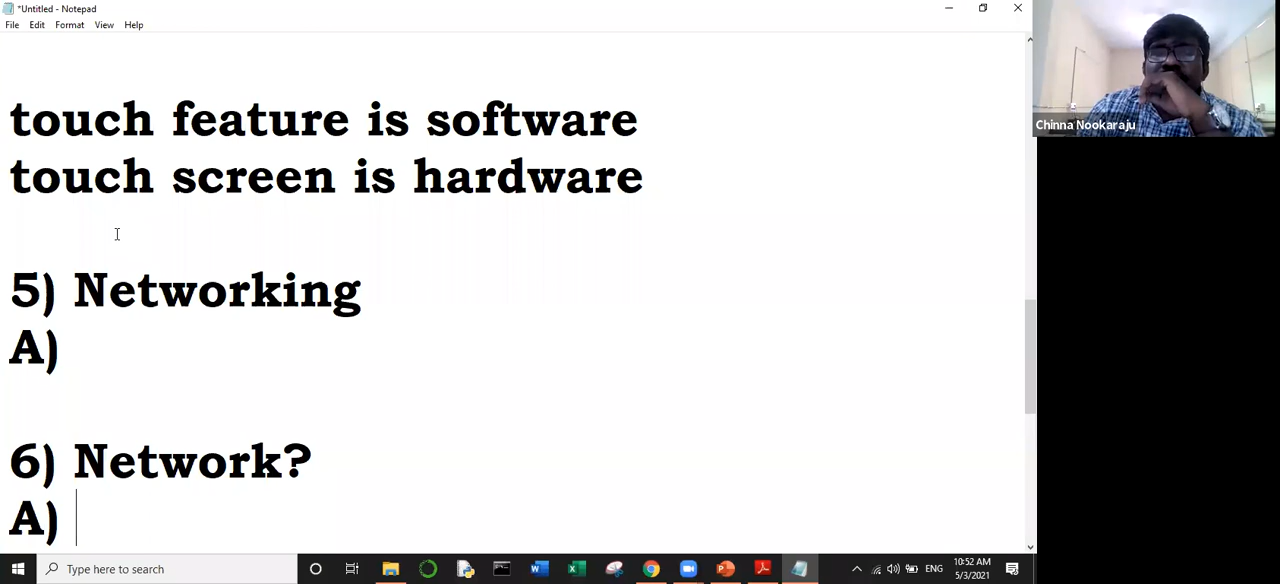 *Untitled - Notepad
File Edit Format View Help
touch feature is software
touch screen is hardware
5) Networking
A)
6) Network?
A)
Chinna Nookaraju
Type here to search
ENG
10:52 AM
5/3/2021